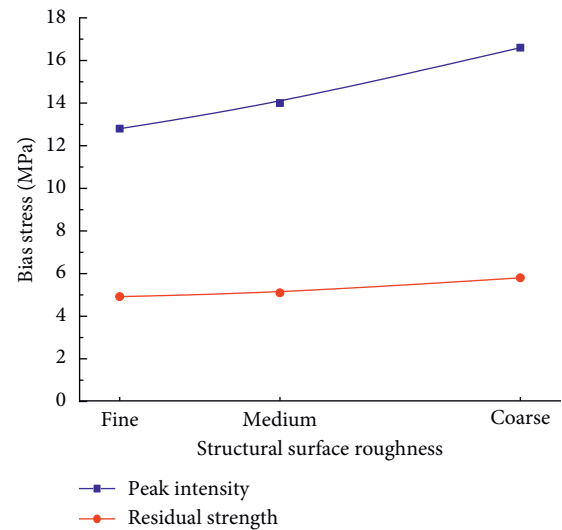 18
16
14
12
10
8
6
4
2
0
Bias stress (MPa)
Fine Medium Coarse
Structural surface roughness
Peak intensity
Residual strength